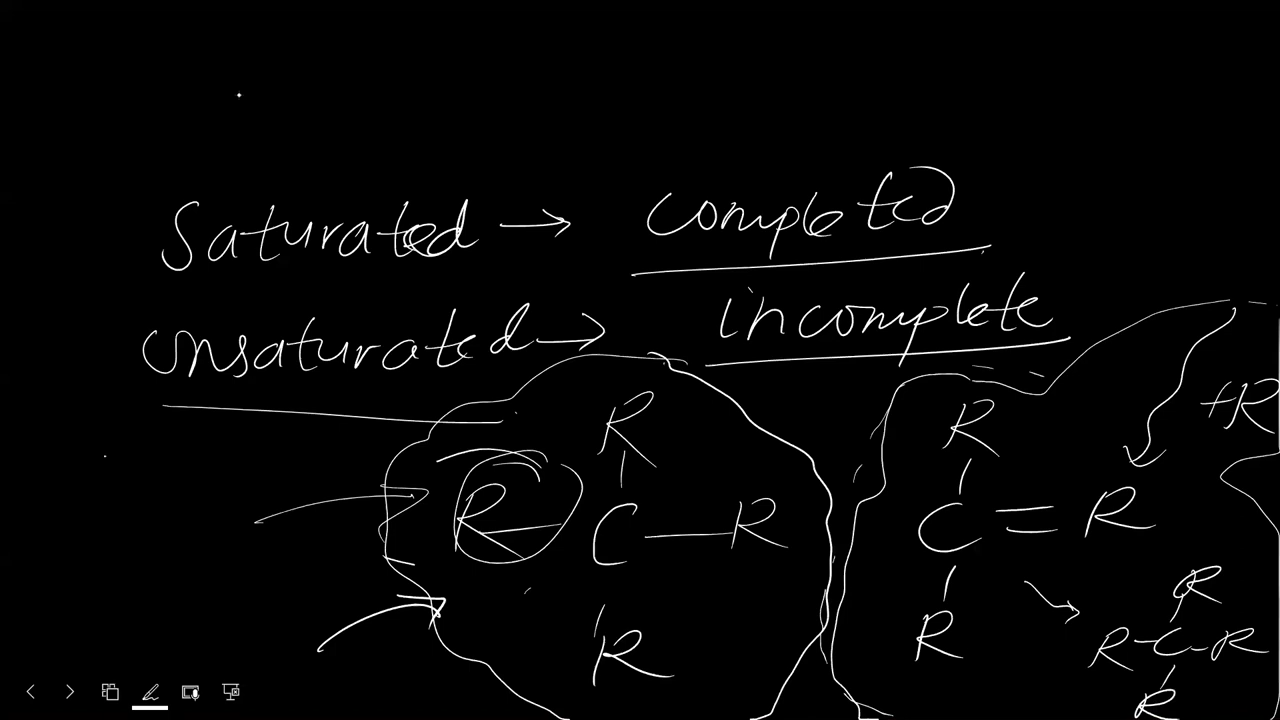 Saturated → completed
Unsaturated → incomplete
R
R - C - R
R
R
C = R
R
+R
R
R - C - R
R